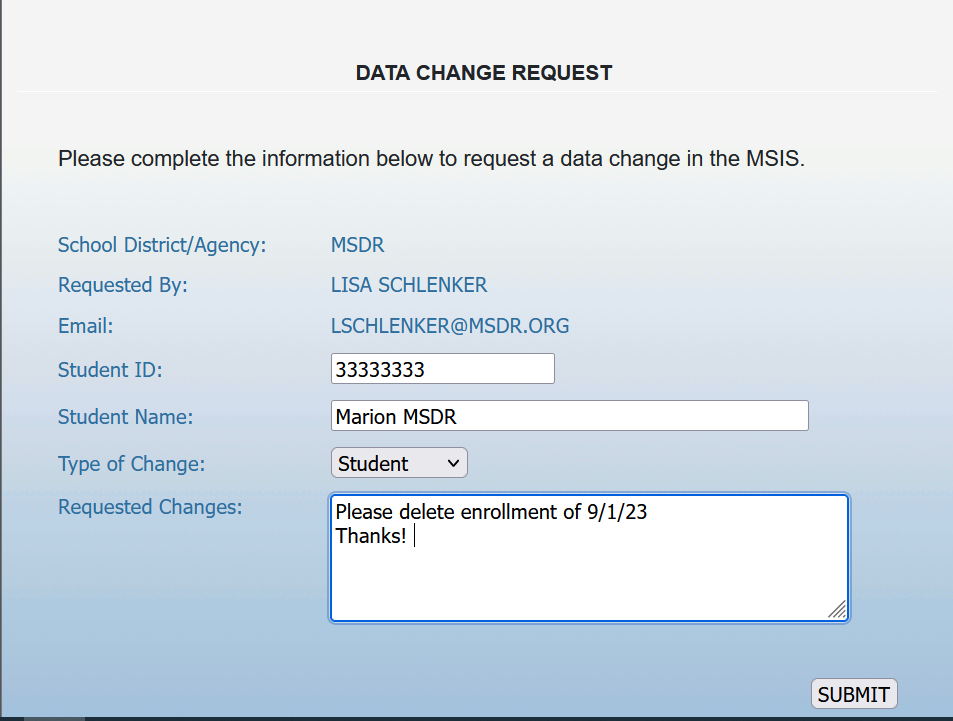 DATA CHANGE REQUEST
Please complete the information below to request a data change in the MSIS.
School District/Agency: MSDR
Requested By: LISA SCHLENKER
Email: LSCHLENKER@MSDR.ORG
Student ID: 33333333
Student Name: Marion MSDR
Type of Change: Student
Requested Changes: Please delete enrollment of 9/1/23
Thanks!
SUBMIT